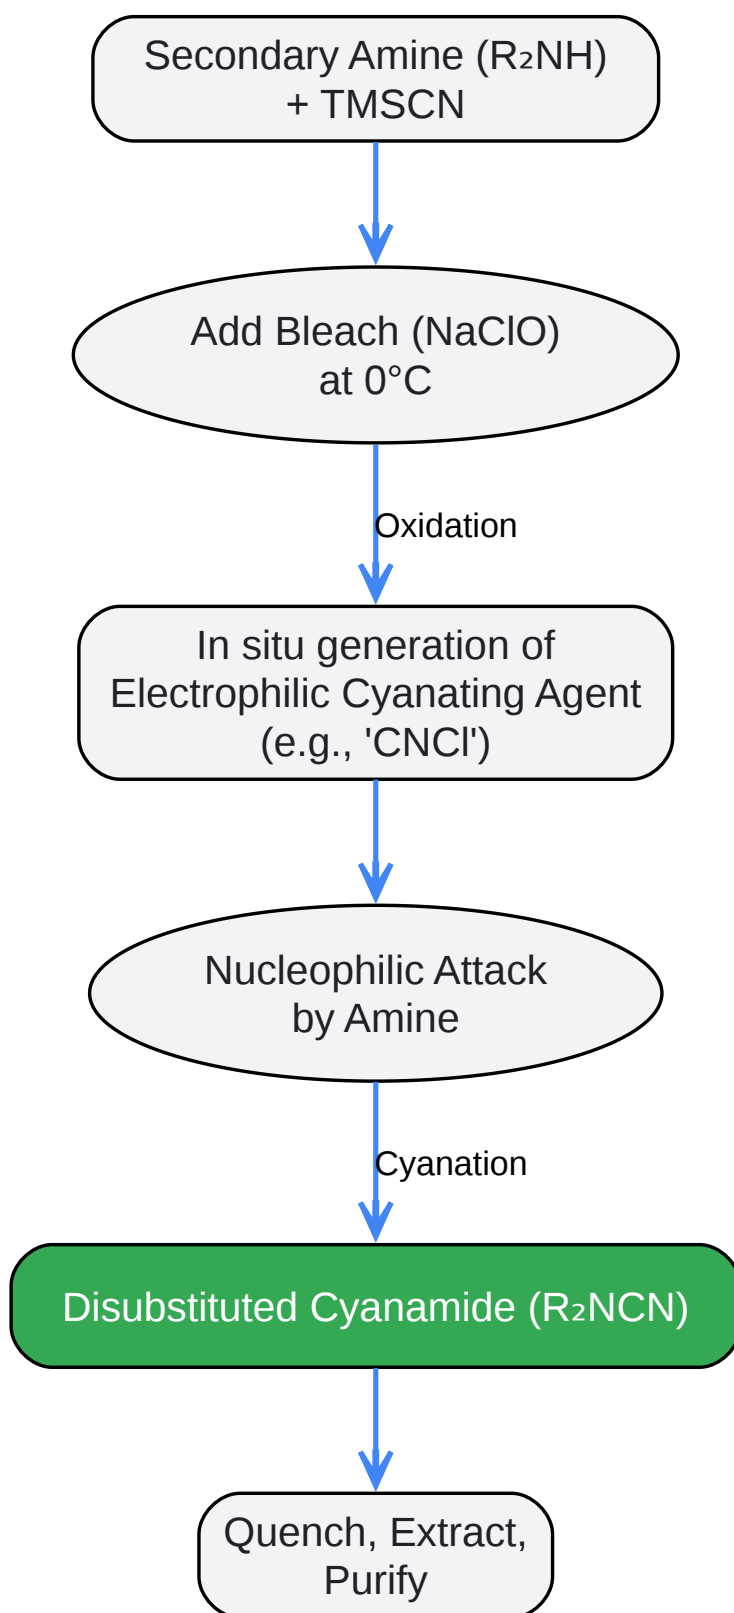 Secondary Amine (R₂NH)
+ TMSCN
Add Bleach (NaClO)
at 0°C
Oxidation
In situ generation of
Electrophilic Cyanating Agent
(e.g., 'CNCl')
Nucleophilic Attack
by Amine
Cyanation
Disubstituted Cyanamide (R₂NCN)
Quench, Extract,
Purify